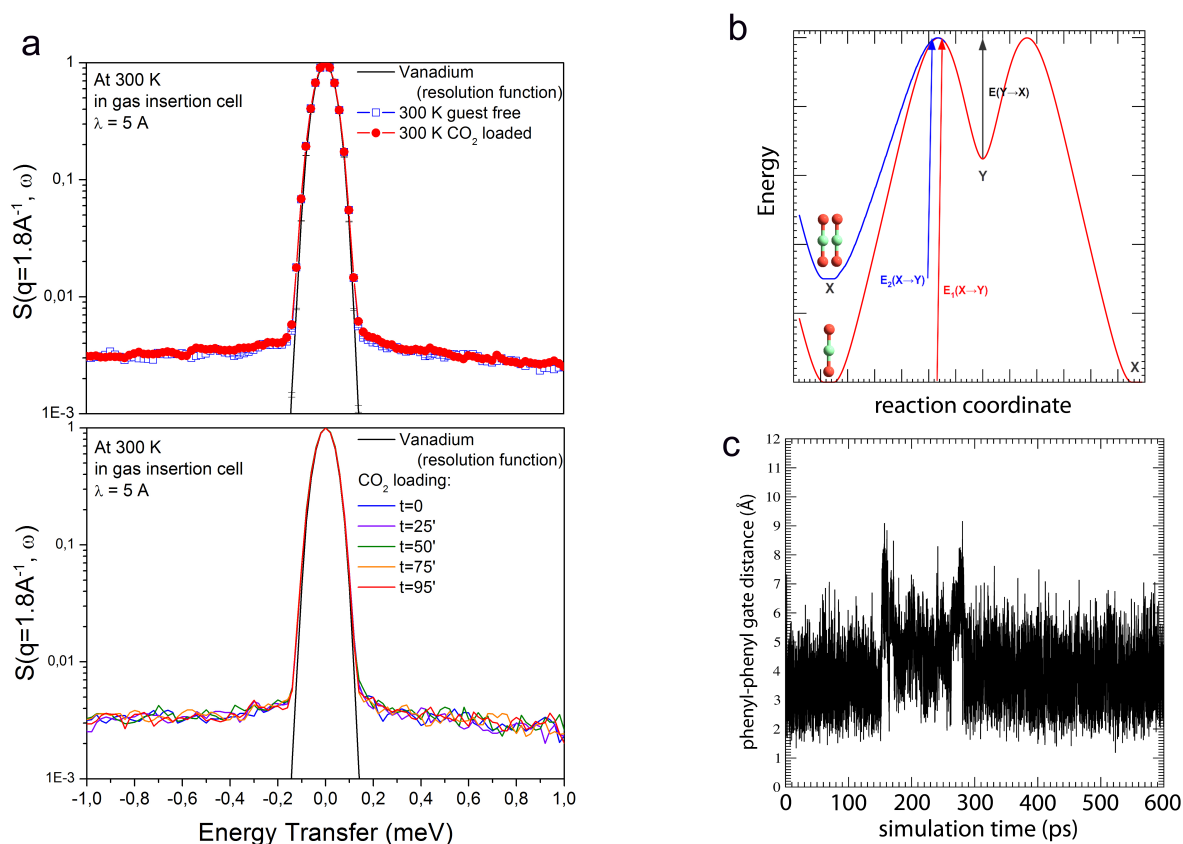 a
At 300 K
in gas insertion cell
λ = 5 A
Vanadium
(resolution function)
300 K guest free
300 K CO2 loaded
S(q=1.8A-1, ω)
1
0,1
0,01
1E-3
At 300 K
in gas insertion cell
λ = 5 A
Vanadium
(resolution function)
CO2 loading:
t=0
t=25'
t=50'
t=75'
t=95'
S(q=1.8A-1, ω)
1
0,1
0,01
1E-3
-1,0 -0,8 -0,6 -0,4 -0,2 0,0 0,2 0,4 0,6 0,8 1,0
Energy Transfer (meV)
b
Energy
E(Y→X)
Y
X
E2(X→Y)
E1(X→Y)
X
reaction coordinate
c
phenyl-phenyl gate distance (Å)
12
11
10
9
8
7
6
5
4
3
2
1
0
0 100 200 300 400 500 600
simulation time (ps)